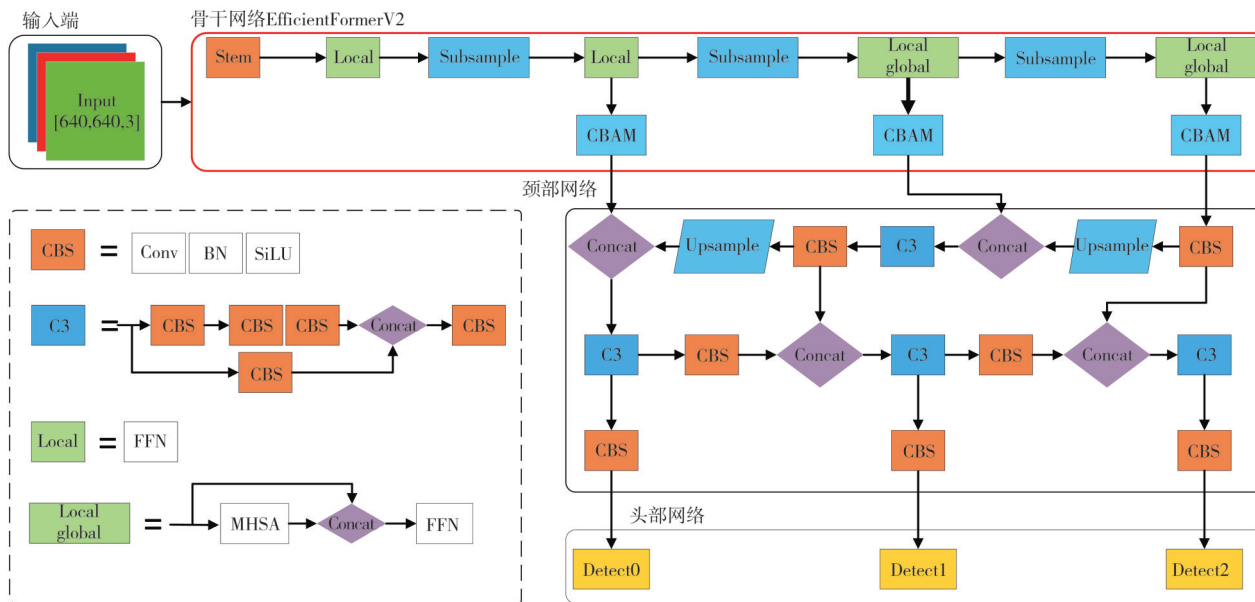 输入端
骨干网络EfficientFormerV2
Input
[640,640,3]
Stem
Local
Subsample
Local
Subsample
Local
global
Subsample
Local
global
CBAM
CBAM
CBAM
颈部网络
Concat
Upsample
CBS
C3
Concat
Upsample
CBS
C3
CBS
Concat
C3
CBS
Concat
C3
CBS
CBS
CBS
头部网络
Detect0
Detect1
Detect2
CBS = Conv BN SiLU
C3 = CBS CBS CBS Concat CBS
CBS
Local = FFN
Local
global = MHSA Concat FFN